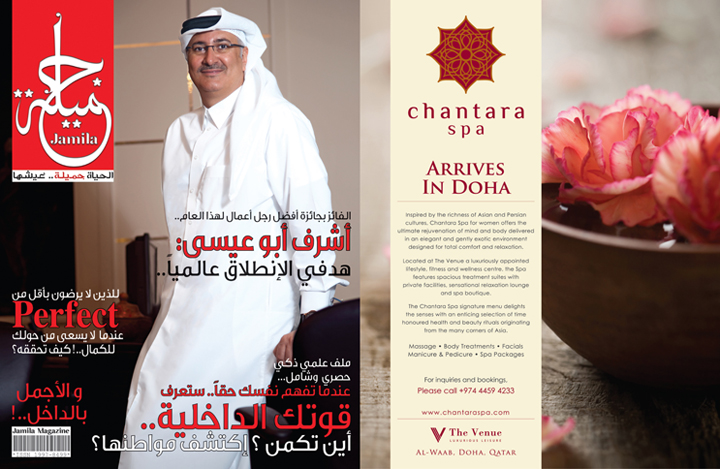 جميلة
Jamila
الحياة جميلة .. عيشها
الفائز بجائزة أفضل رجل أعمال لهذا العام..
أشرف أبو عيسى:
هدفي الإنطلاق عالمياً..
للذين لا يرضون بأقل من
Perfect
عندما لا يسعى من حولك
للكمال..! كيف تحققه؟
ملف علمي ذكي
حصري وشامل...
عندما تفهم نفسك حقاً.. ستعرف
قوتك الداخلية..
أين تكمن ؟ إكتشف مواطنها؟
و الأجمل
بالداخل..!
Jamila Magazine
chantara
spa
ARRIVES
IN DOHA
Inspired by the richness of Asian and Persian
cultures, Chantara Spa for women offers the
ultimate rejuvenation of mind and body delivered
in an elegant and gently exotic environment
designed for total comfort and relaxation.
Located at The Venue a luxuriously appointed
lifestyle, fitness and wellness centre, the Spa
features spacious treatment suites with
private facilities, sensational relaxation lounge
and spa boutique.
The Chantara Spa signature menu delights
the senses with an enticing selection of time
honoured health and beauty rituals originating
from the many corners of Asia.
Massage • Body Treatments • Facials
Manicure & Pedicure • Spa Packages
For inquiries and bookings,
Please call +974 4459 4233
www.chantaraspa.com
The Venue
LUXURIOUS LEISURE
AL-WAAB, DOHA, QATAR